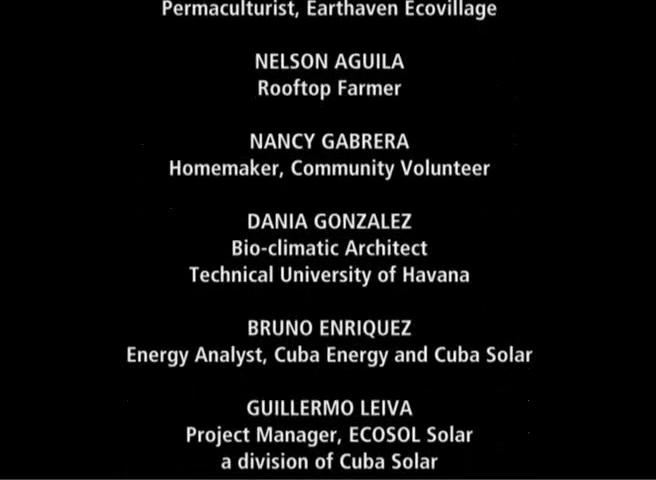 Permaculturist, Earthaven Ecovillage
NELSON AGUILA
Rooftop Farmer
NANCY GABRERA
Homemaker, Community Volunteer
DANIA GONZALEZ
Bio-climatic Architect
Technical University of Havana
BRUNO ENRIQUEZ
Energy Analyst, Cuba Energy and Cuba Solar
GUILLERMO LEIVA
Project Manager, ECOSOL Solar
a division of Cuba Solar